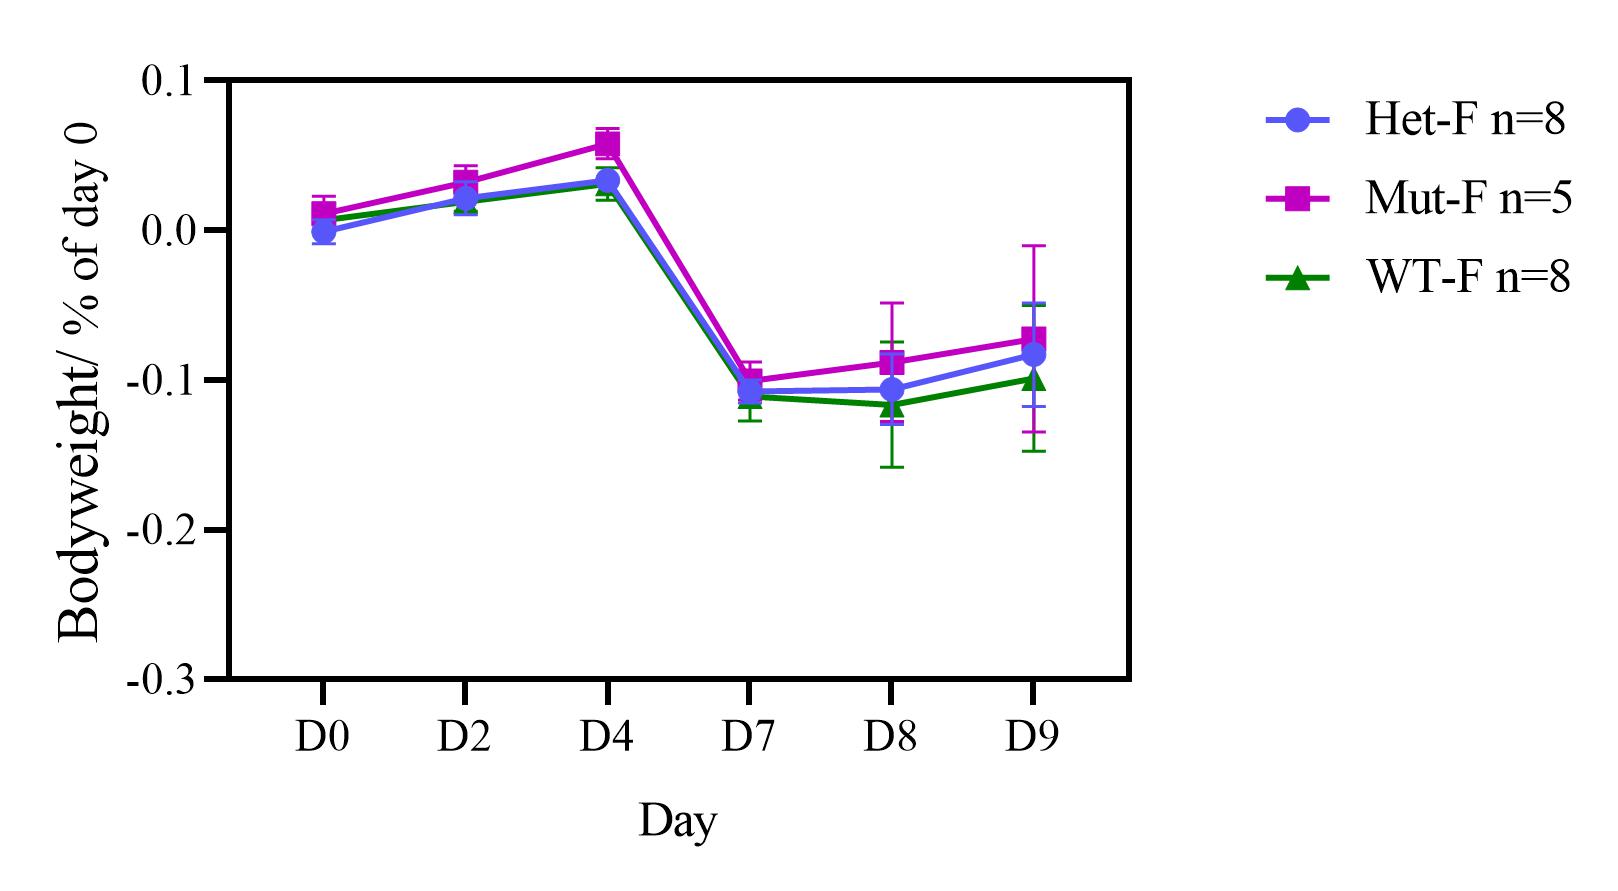 Bodyweight/ % of day 0
0.1
0.0
-0.1
-0.2
-0.3
D0 D2 D4 D7 D8 D9
Day
Het-F n=8
Mut-F n=5
WT-F n=8